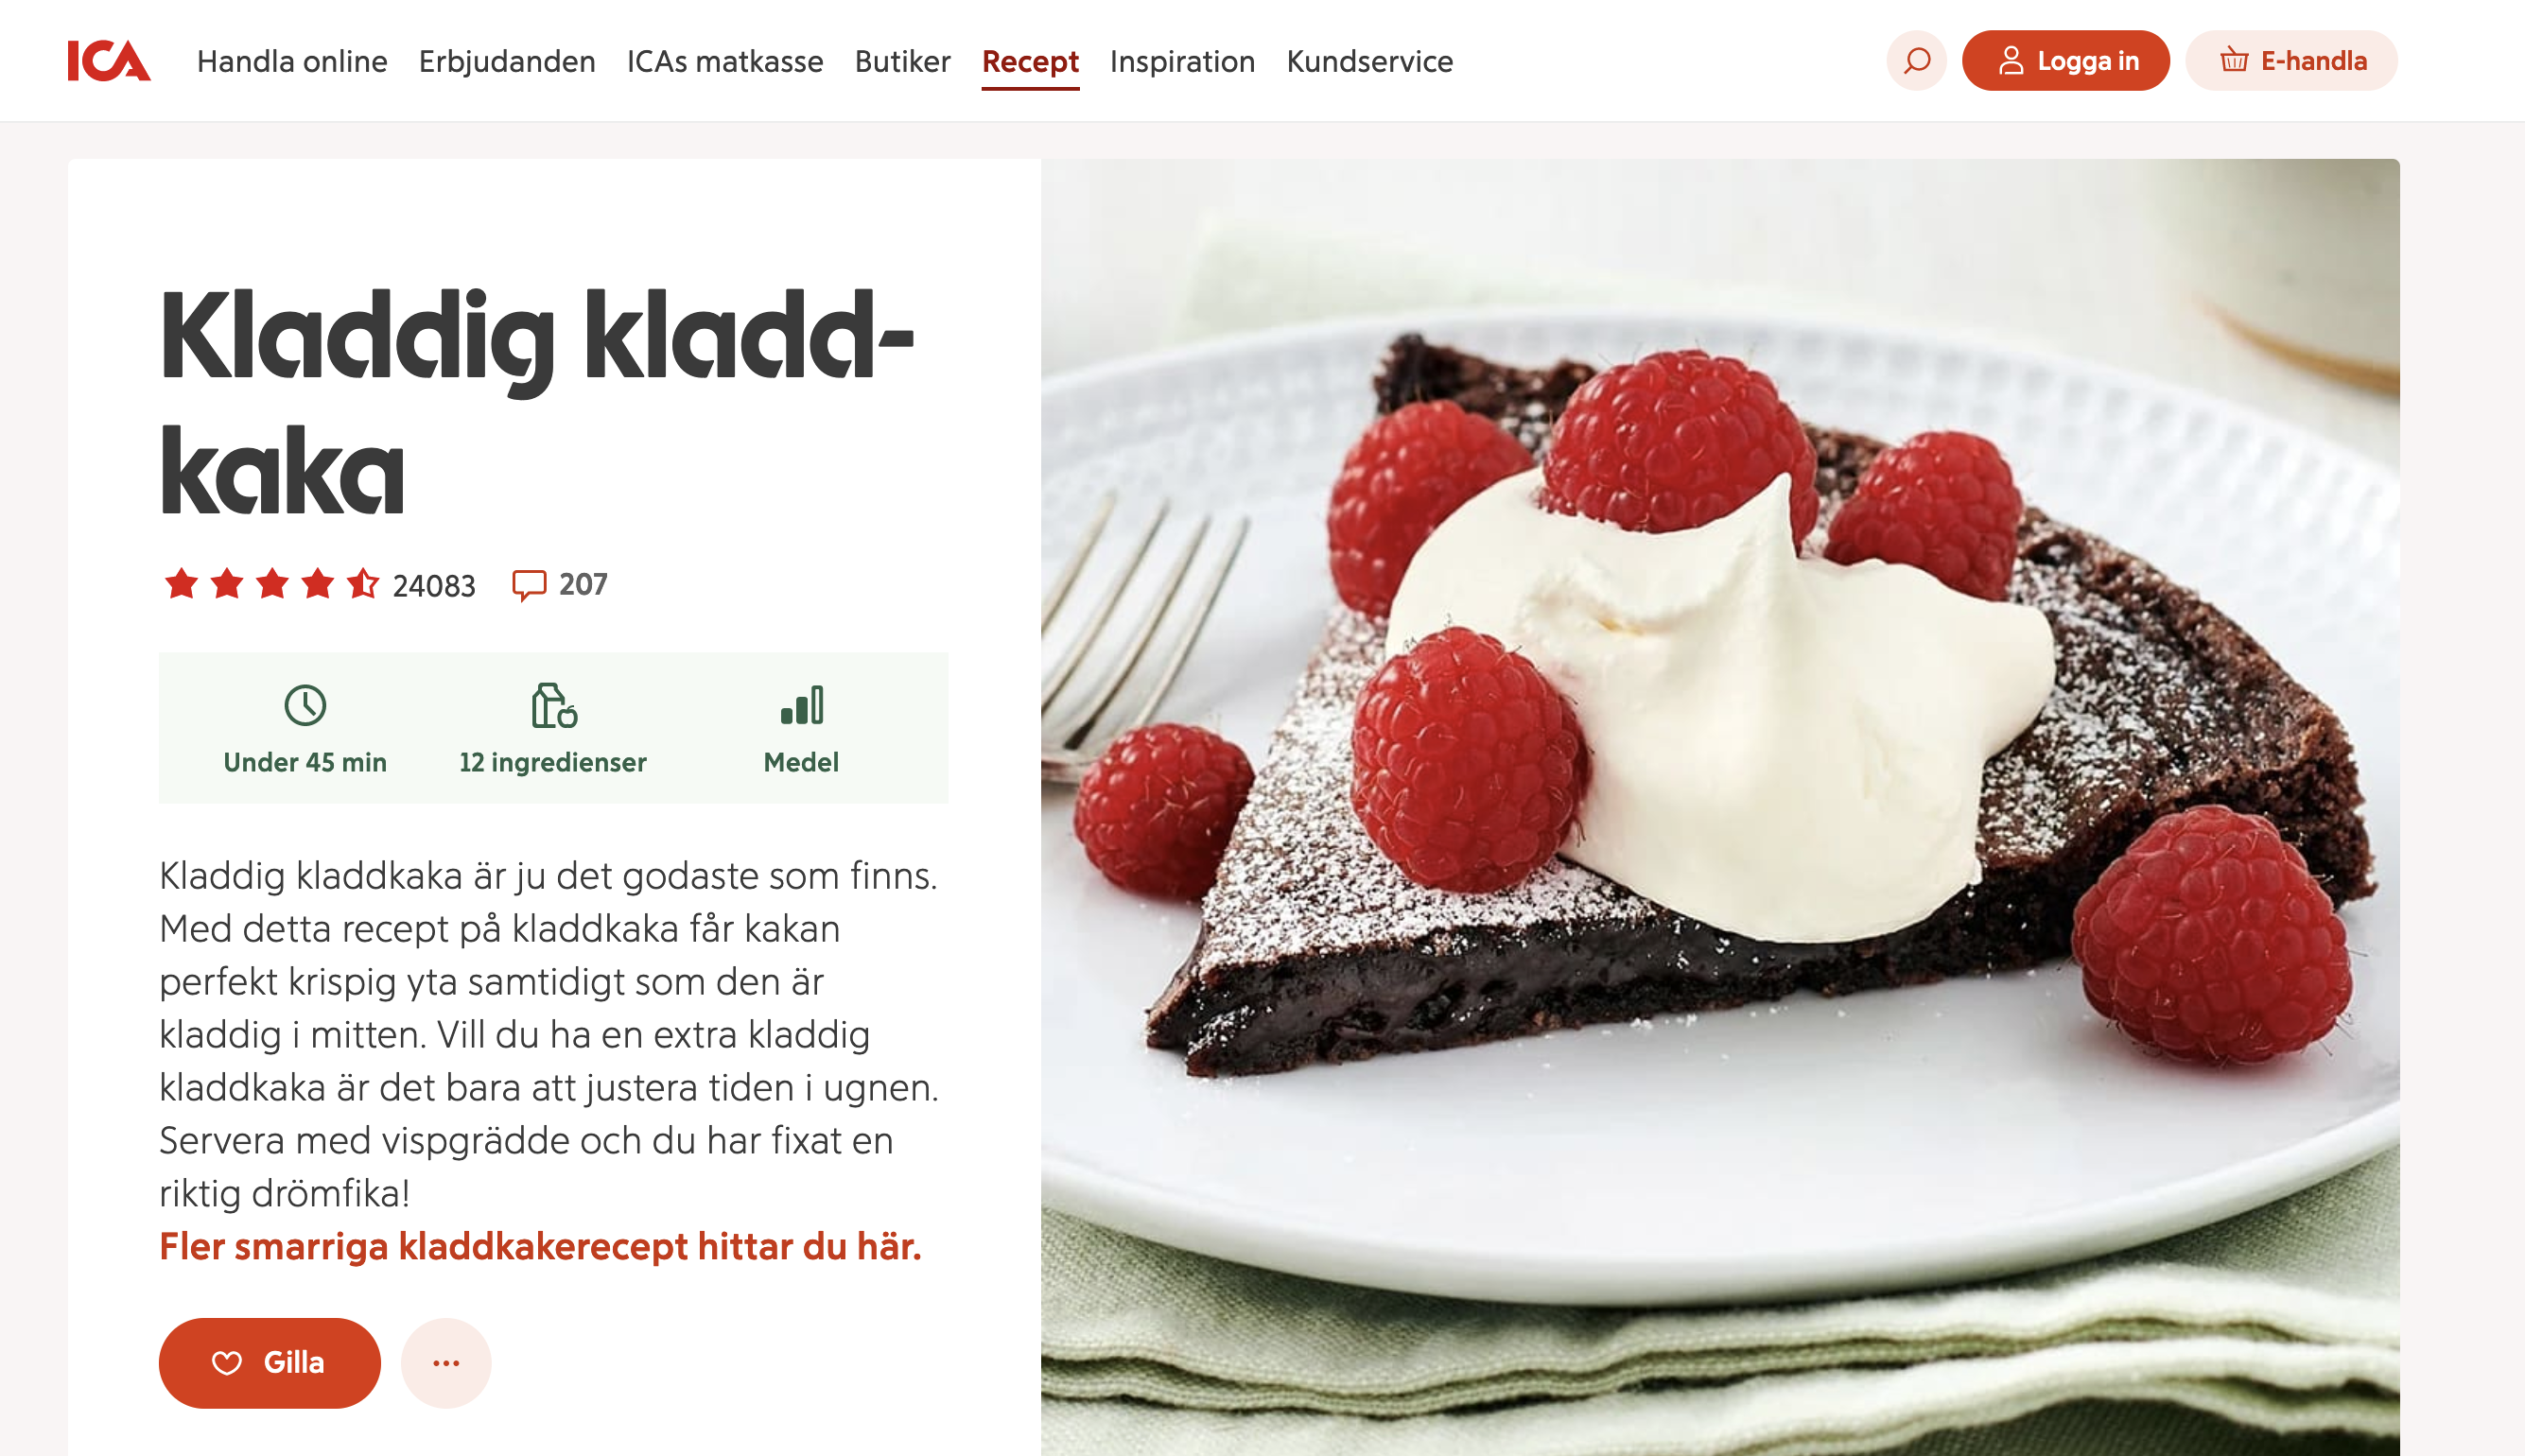 ICA
Handla online
Erbjudanden
ICAs matkasse
Butiker
Recept
Inspiration
Kundservice
Logga in
E-handla
Kladdig kladd-
kaka
24083
207
Under 45 min
12 ingredienser
Medel
Kladdig kladdkaka är ju det godaste som finns.
Med detta recept på kladdkaka får kakan
perfekt krispig yta samtidigt som den är
kladdig i mitten. Vill du ha en extra kladdig
kladdkaka är det bara att justera tiden i ugnen.
Servera med vispgrädde och du har fixat en
riktig drömfika!
Fler smarriga kladdkakerecept hittar du här.
Gilla